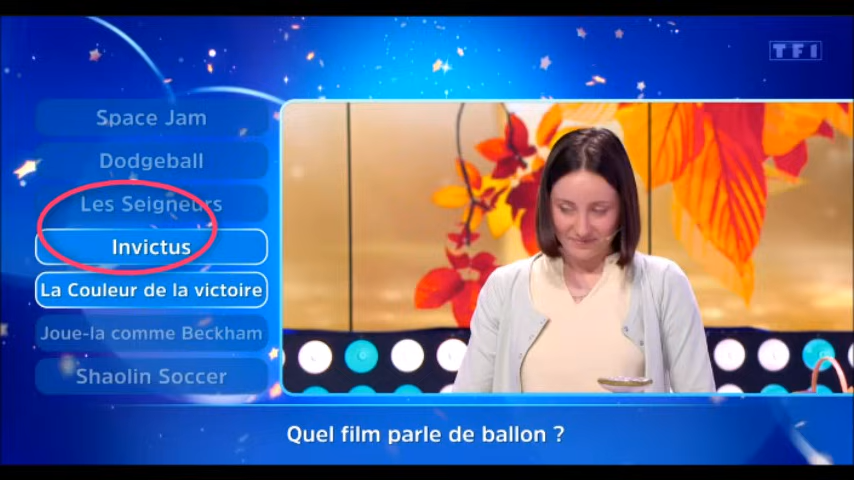 TF1
Space Jam
Dodgeball
Les Seigneurs
Invictus
La Couleur de la victoire
Joue-la comme Beckham
Shaolin Soccer
Quel film parle de ballon ?